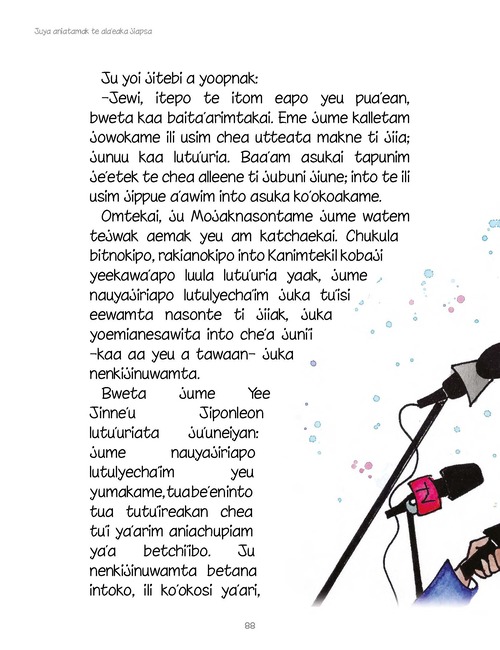 Juya aniatamak te ala'eaka jiapsa
Ju yoi jitebi a yoopnak:
–Jewi, itepo te itom eapo yeu pua'ean,
bweta kaa baita'arimtakai. Eme jume kalletam
jowokame ili usim chea utteata makne ti jiia;
junuu kaa lutu'uria. Baa'am asukai tapunim
je'etek te chea alleene ti jubuni jiune; into te ili
usim jippue a'awim into asuka ko'okoakame.
Omtekai, ju Mojaknasontame jume watem
tejwak aemak yeu am katchaekai. Chukula
bitnokipo, rakianokipo into Kanimtekil kobaji
yeekawa'apo luula lutu'uria yaak, jume
nauyajiriapo lutulyecha'im juka tu'isi
eewamta nasonte ti jiiak, juka
yoemianesawita into che'a juni'i
–kaa aa yeu a tawaan– juka
nenkijinuwamta.
Bweta jume Yee
Jinne'u Jiponleon
lutu'uriata ju'uneiyan:
jume nauyajiriapo
lutulyecha'im yeu
yumakame, tua be'en into
tua tutu'ireakan chea
tu'i ya'arim aniachupiam
ya'a betchi'ibo. Ju
nenkijinuwamta betana
intoko, ili ko'okosi ya'ari,
88